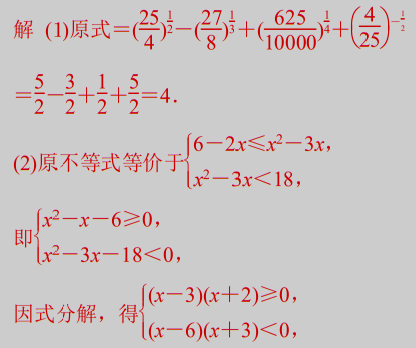 解 (1)原式=(25/4)^{1/2}-(27/8)^{1/3}+(625/10000)^{1/4}+(4/25)^{-1/2}
=5/2-3/2+1/2+5/2=4.
(2)原不等式等价于{6-2x≤x²-3x,
x²-3x<18,
即{x²-x-6≥0,
x²-3x-18<0,
因式分解，得{(x-3)(x+2)≥0,
(x-6)(x+3)<0,